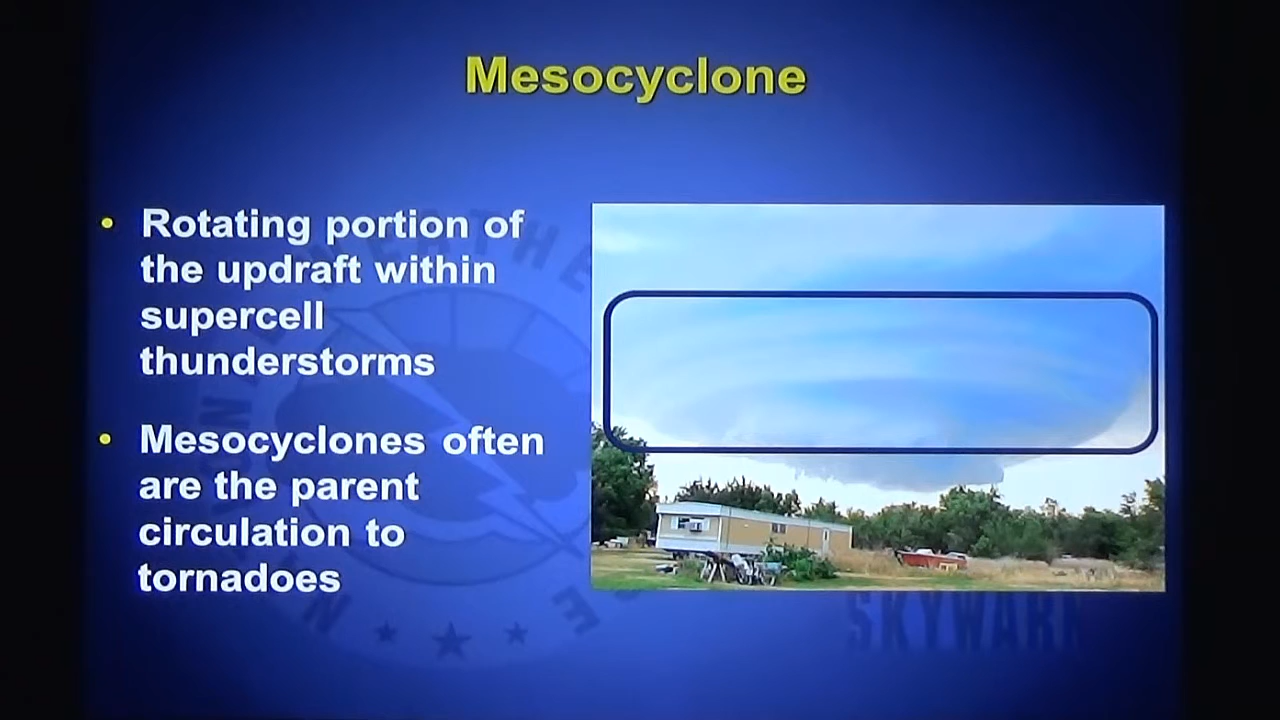 Mesocyclone
• Rotating portion of
the updraft within
supercell
thunderstorms
• Mesocyclones often
are the parent
circulation to
tornadoes
SKYWARN